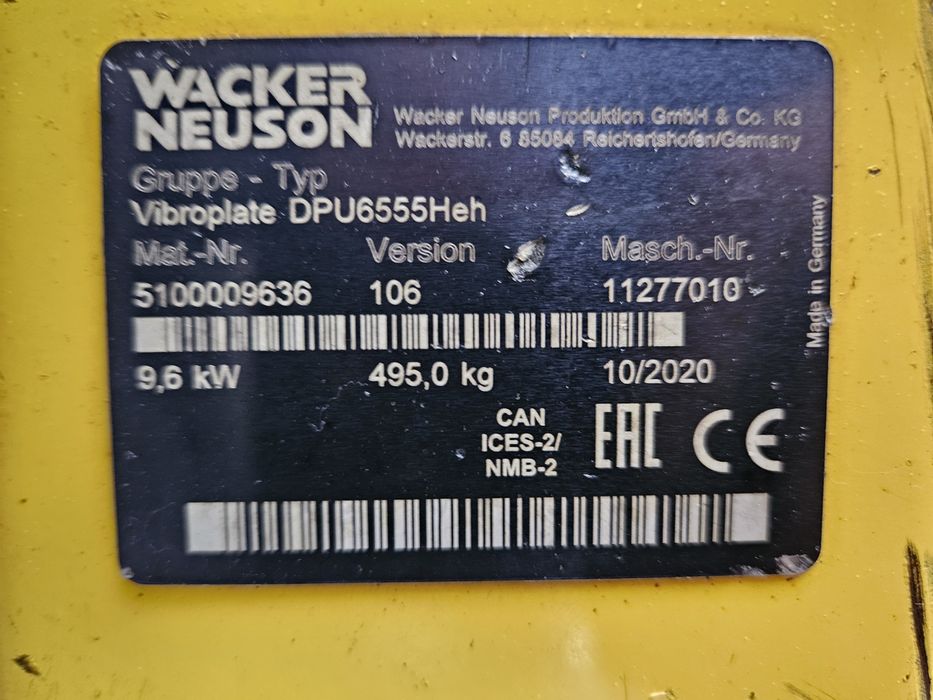 WACKER
NEUSON
Wacker Neuson Produktion GmbH & Co. KG
Wackerstr. 6 85084 Reichertshofen/Germany
Gruppe - Typ
Vibroplate DPU6555Heh
Mat.-Nr. Version Masch.-Nr.
5100009636 106 11277010
9,6 kW 495,0 kg 10/2020
CAN
ICES-2/
NMB-2
EAC CE
Made in Germany